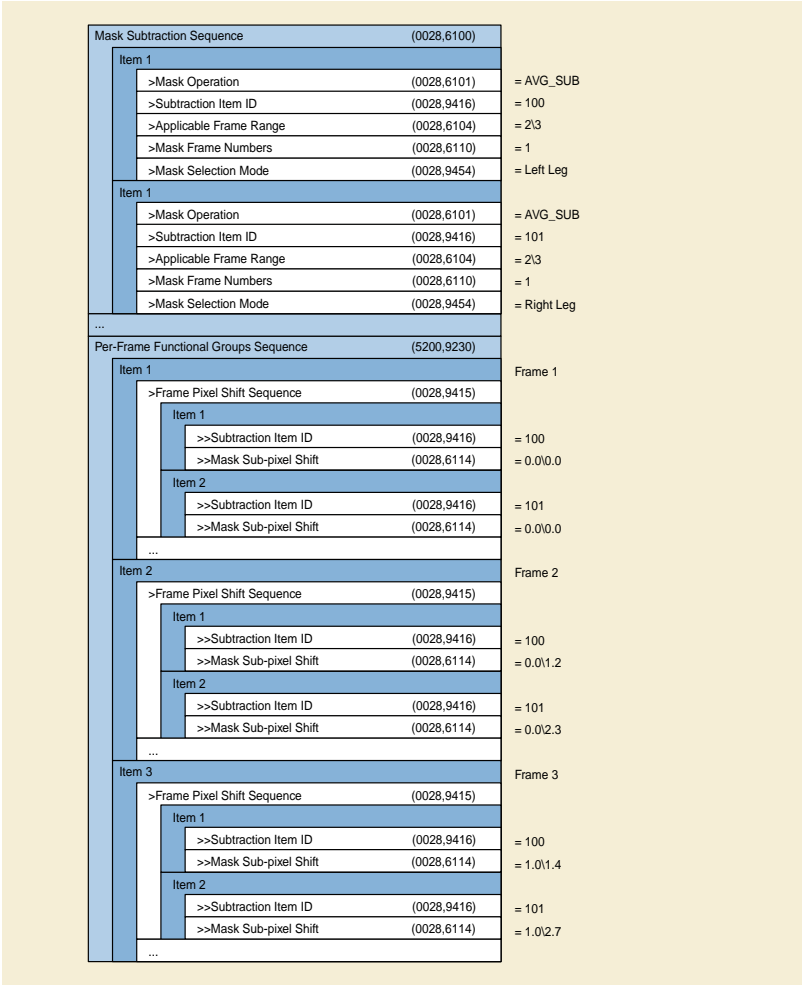 Mask Subtraction Sequence (0028,6100)
Item 1
>Mask Operation (0028,6101) = AVG_SUB
>Subtraction Item ID (0028,9416) = 100
>Applicable Frame Range (0028,6104) = 2\3
>Mask Frame Numbers (0028,6110) = 1
>Mask Selection Mode (0028,9454) = Left Leg
Item 1
>Mask Operation (0028,6101) = AVG_SUB
>Subtraction Item ID (0028,9416) = 101
>Applicable Frame Range (0028,6104) = 2\3
>Mask Frame Numbers (0028,6110) = 1
>Mask Selection Mode (0028,9454) = Right Leg
...
Per-Frame Functional Groups Sequence (5200,9230)
Item 1 Frame 1
>Frame Pixel Shift Sequence (0028,9415)
Item 1
>>Subtraction Item ID (0028,9416) = 100
>>Mask Sub-pixel Shift (0028,6114) = 0.0\0.0
Item 2
>>Subtraction Item ID (0028,9416) = 101
>>Mask Sub-pixel Shift (0028,6114) = 0.0\0.0
...
Item 2 Frame 2
>Frame Pixel Shift Sequence (0028,9415)
Item 1
>>Subtraction Item ID (0028,9416) = 100
>>Mask Sub-pixel Shift (0028,6114) = 0.0\1.2
Item 2
>>Subtraction Item ID (0028,9416) = 101
>>Mask Sub-pixel Shift (0028,6114) = 0.0\2.3
...
Item 3 Frame 3
>Frame Pixel Shift Sequence (0028,9415)
Item 1
>>Subtraction Item ID (0028,9416) = 100
>>Mask Sub-pixel Shift (0028,6114) = 1.0\1.4
Item 2
>>Subtraction Item ID (0028,9416) = 101
>>Mask Sub-pixel Shift (0028,6114) = 1.0\2.7
...